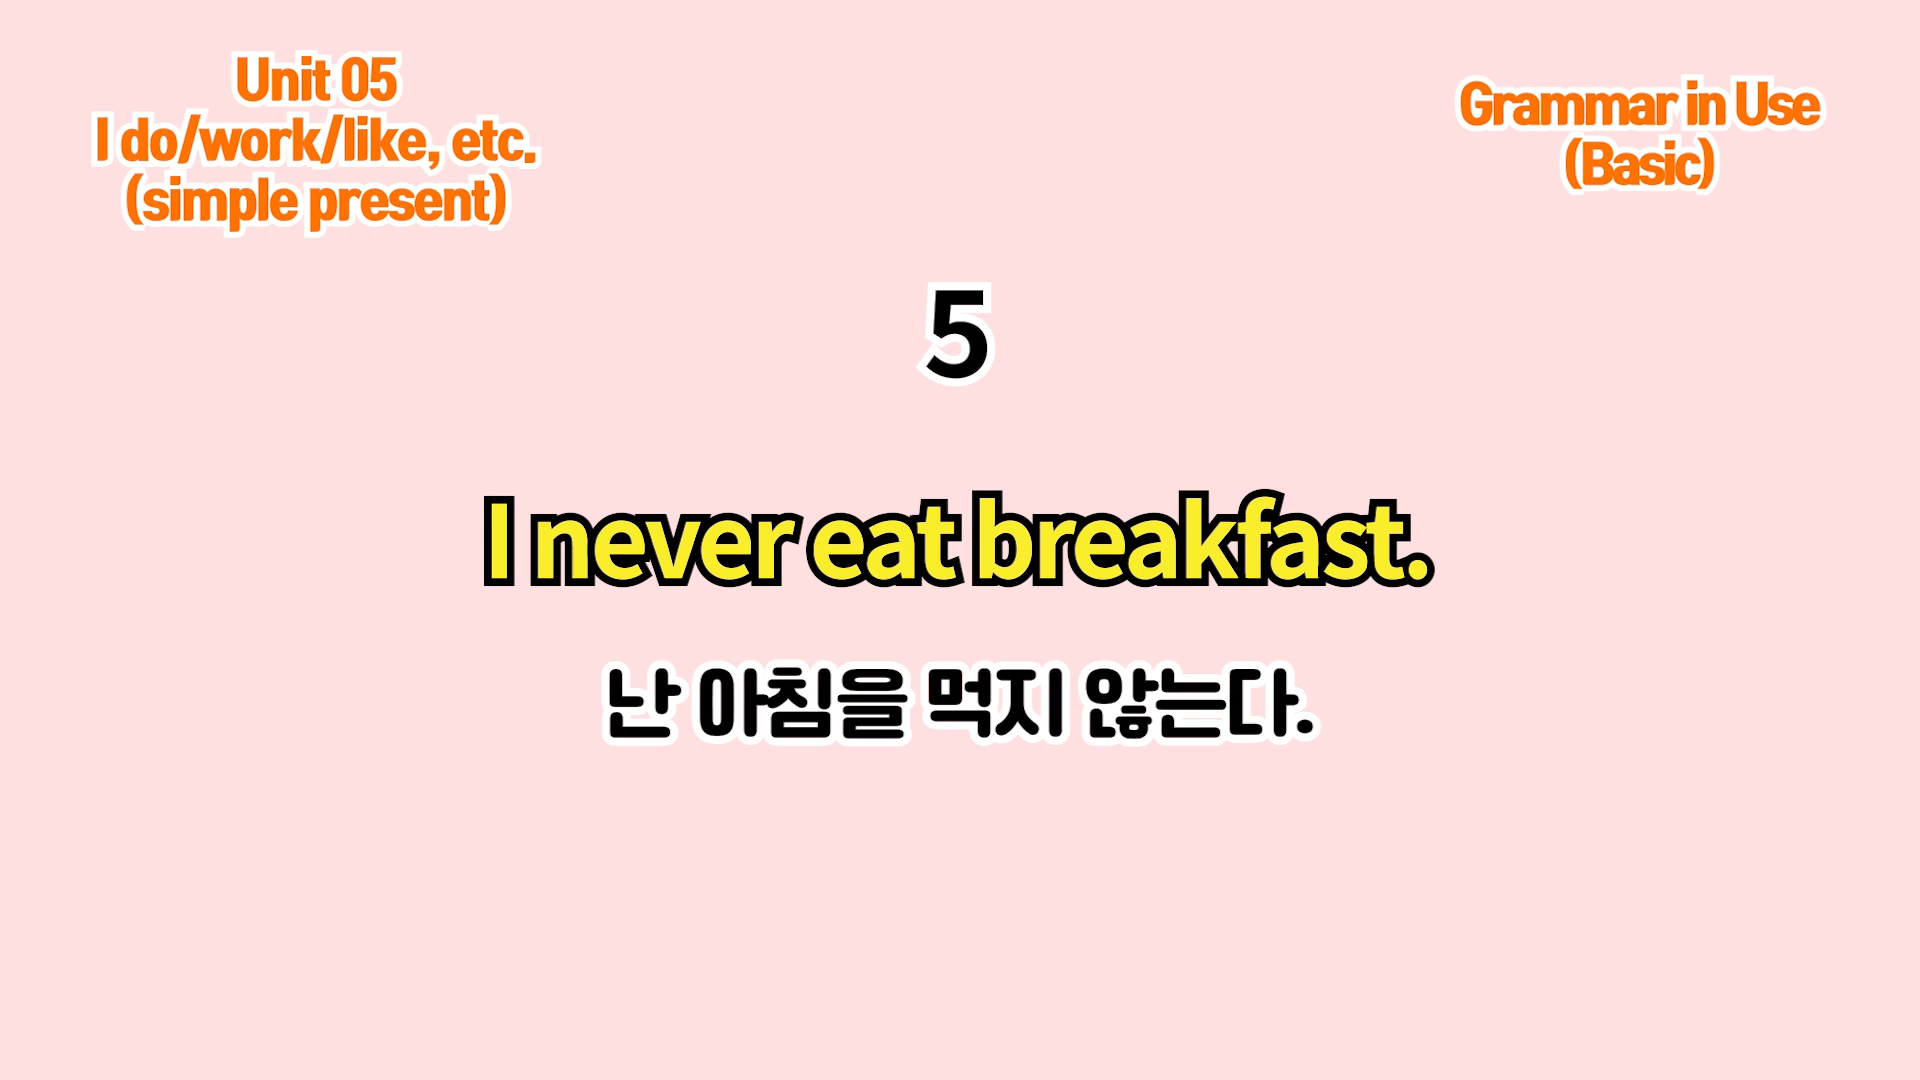 Unit 05
I do/work/like, etc.
(simple present)
Grammar in Use
(Basic)
5
I never eat breakfast.
난 아침을 먹지 않는다.